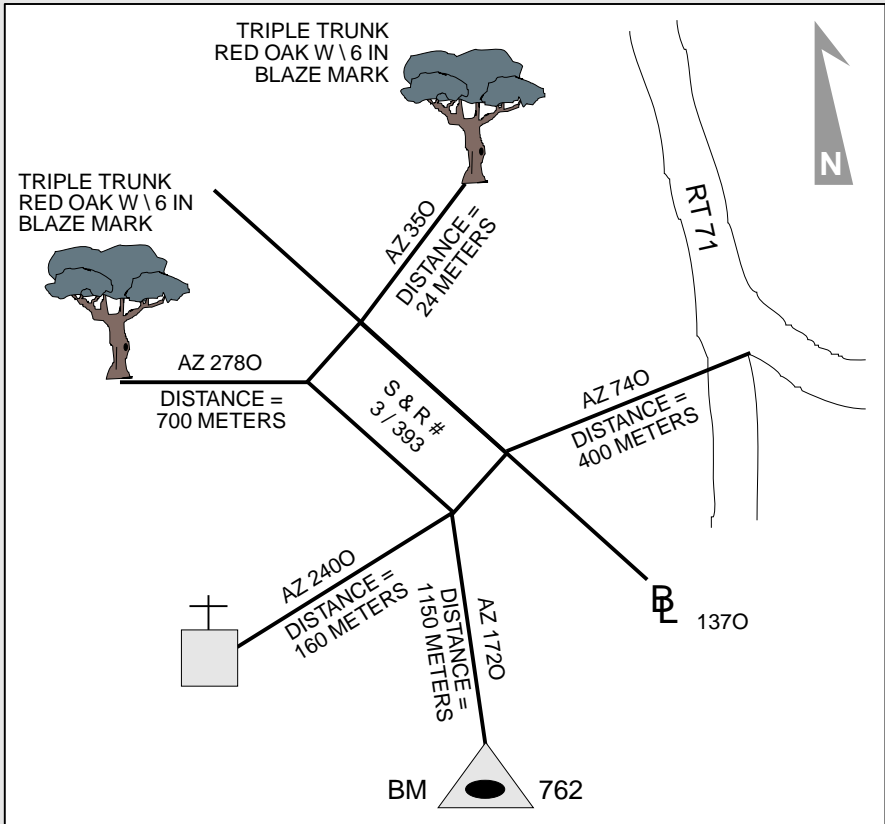 TRIPLE TRUNK
RED OAK W \ 6 IN
BLAZE MARK
N
TRIPLE TRUNK
RED OAK W \ 6 IN
BLAZE MARK
RT 71
AZ 35O
DISTANCE =
24 METERS
AZ 278O
DISTANCE =
700 METERS
S & R #
3 / 393
AZ 74O
DISTANCE =
400 METERS
AZ 240O
DISTANCE =
160 METERS
AZ 172O
DISTANCE =
1150 METERS
BL 137O
BM 762